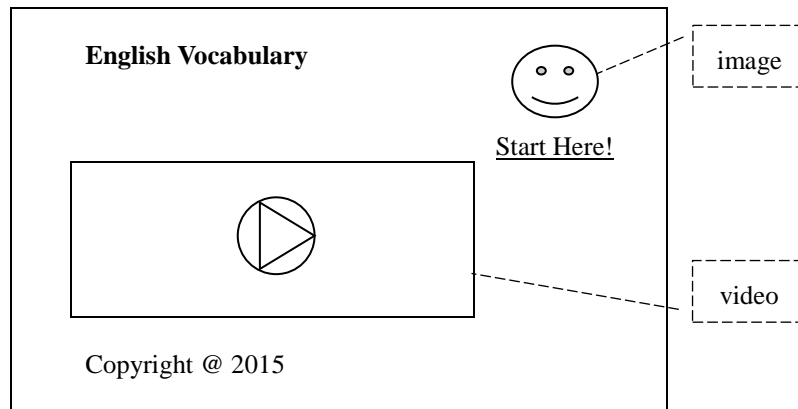 English Vocabulary
image
Start Here!
video
Copyright @ 2015